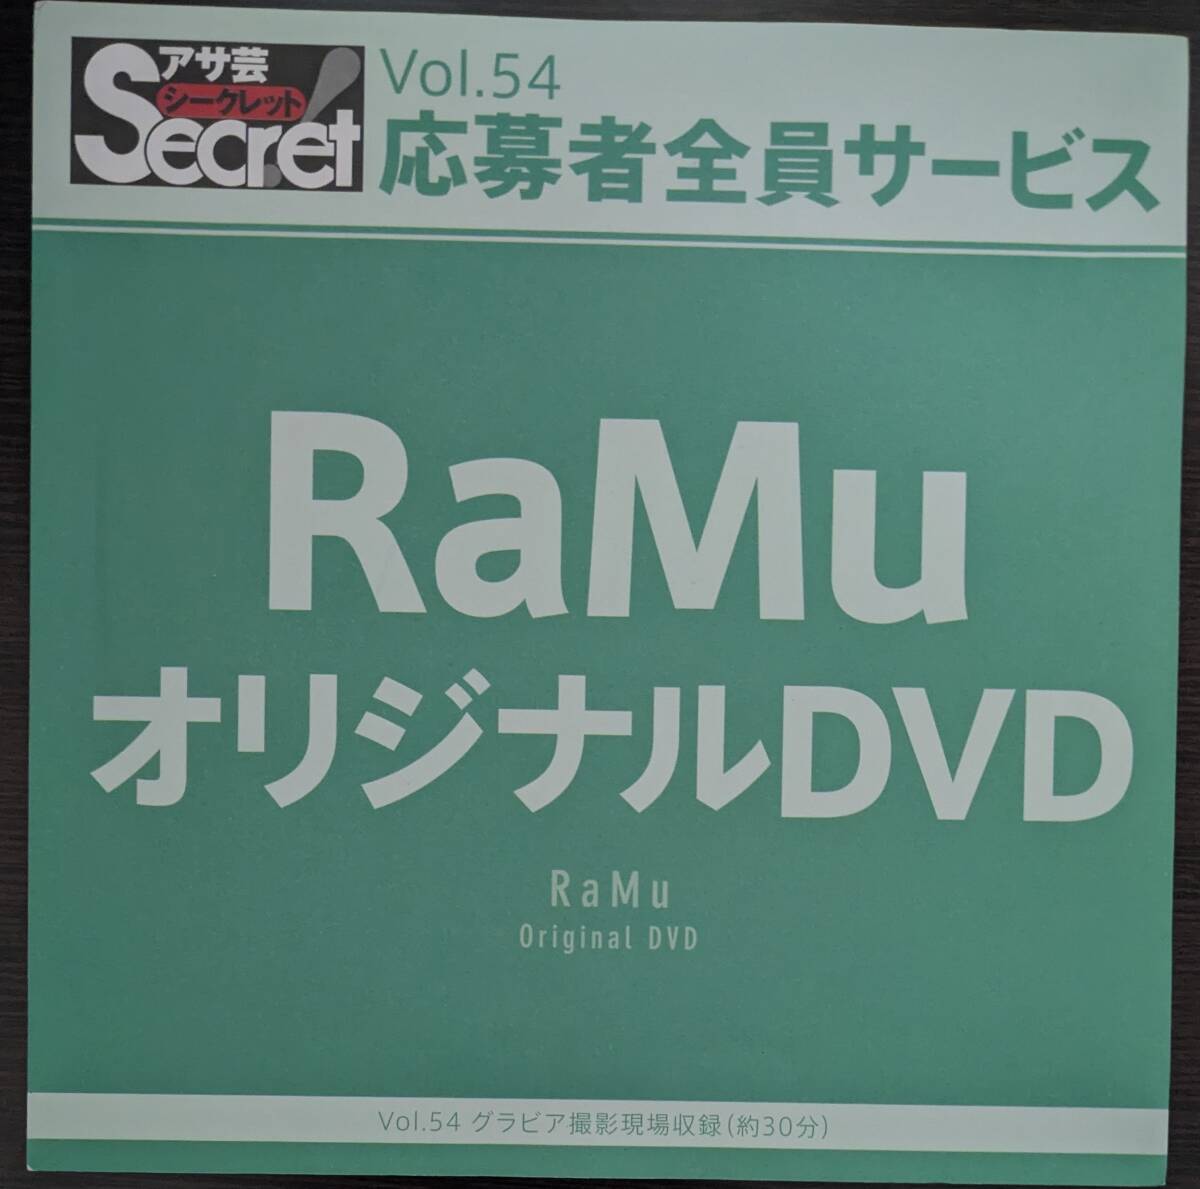 アサ芸
シークレット
Secret!
Vol.54
応募者全員サービス
RaMu
オリジナルDVD
RaMu
Original DVD
Vol.54 グラビア撮影現場収録(約30分)